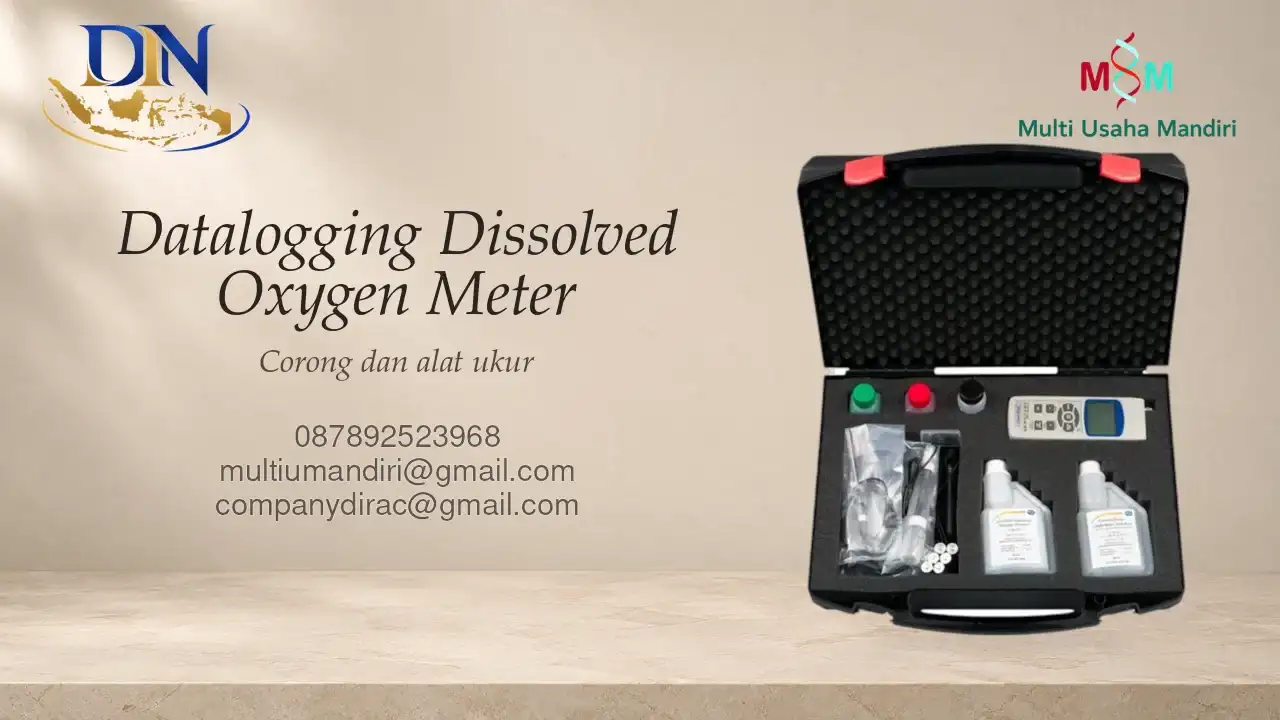 DIN
MSM
Multi Usaha Mandiri
Datalogging Dissolved
Oxygen Meter
Corong dan alat ukur
087892523968
multiumandiri@gmail.com
companydirac@gmail.com